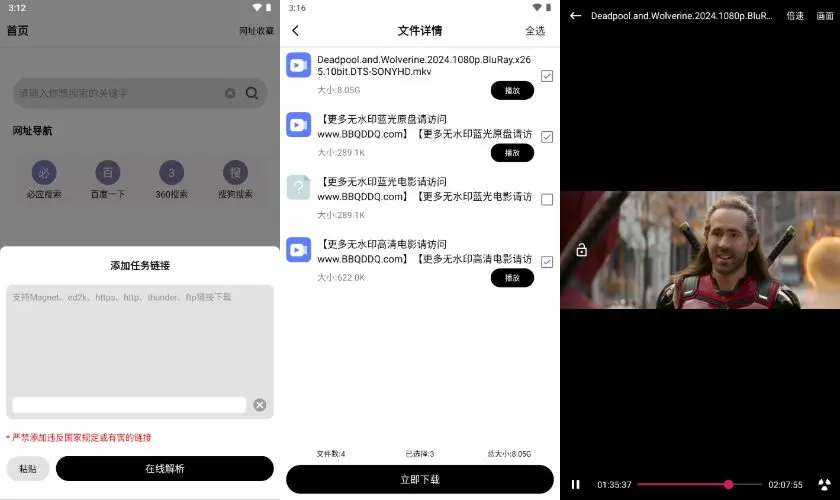 3:12
首页
网址收藏
请输入你想搜索的关键字
网址导航
必
百
3
搜
必应搜索
百度一下
360搜索
搜狗搜索
添加任务链接
支持Magnet、ed2k、https、http、thunder、ftp链接下载
* 严禁添加违反国家规定或有害的链接
粘贴
在线解析
3:16
文件详情
全选
Deadpool.and.Wolverine.2024.1080p.BluRay.x26
5.10bit.DTS-SONYHD.mkv
大小:8.05G
播放
【更多无水印蓝光原盘请访问
www.BBQDDQ.com】【更多无水印蓝光原盘请访
大小:289.1K
播放
?
【更多无水印蓝光电影请访问
www.BBQDDQ.com】【更多无水印蓝光电影请访
大小:289.1K
【更多无水印高清电影请访问
www.BBQDDQ.com】【更多无水印高清电影请访
大小:622.0K
播放
文件数:4
已选择:3
总大小:8.05G
立即下载
Deadpool.and.Wolverine.2024.1080p.BluR...
倍速
画面
01:35:37
02:07:55